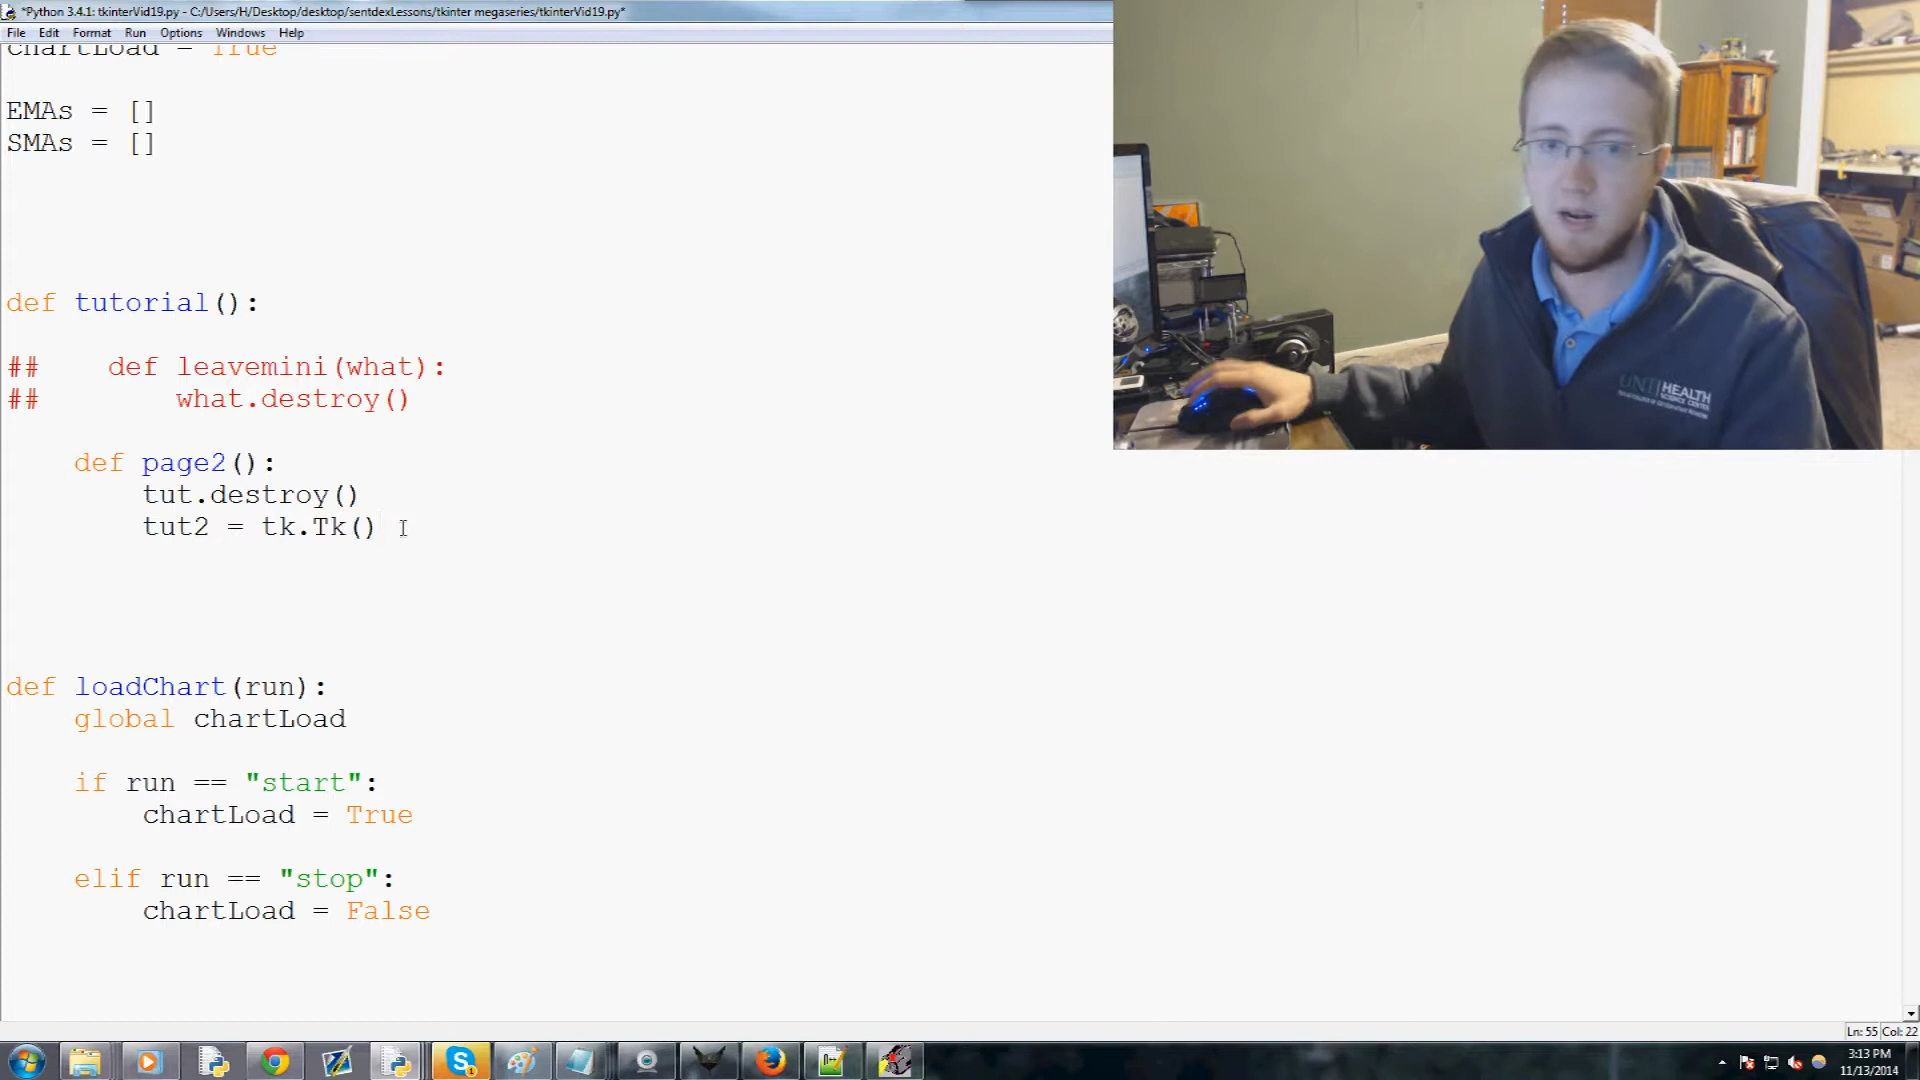 *Python 3.4.1: tkinterVid19.py - C:/Users/H/Desktop/desktop/sentdexLessons/tkinter megaseries/tkinterVid19.py*
File Edit Format Run Options Windows Help
chartLoad = True
EMAs = []
SMAs = []
def tutorial():
##    def leavemini(what):
##        what.destroy()
    def page2():
        tut.destroy()
        tut2 = tk.Tk()
def loadChart(run):
    global chartLoad
    if run == "start":
        chartLoad = True
    elif run == "stop":
        chartLoad = False
HEALTH
Ln: 55 Col: 22
3:13 PM
11/13/2014